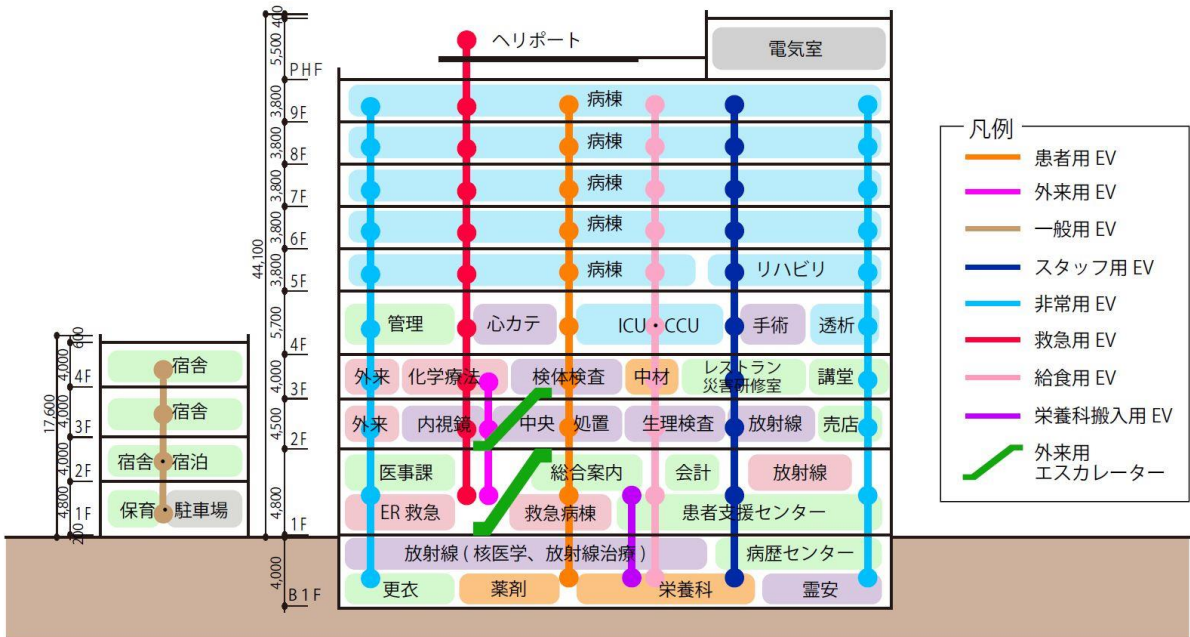 ヘリポート
電気室
病棟
病棟
病棟
病棟
病棟
リハビリ
管理
心カテ
ICU・CCU
手術
透析
外来
化学療法
検体検査
中材
レストラン
災害研修室
講堂
外来
内視鏡
中央 処置
生理検査
放射線
売店
医事課
総合案内
会計
放射線
ER 救急
救急病棟
患者支援センター
放射線 ( 核医学、放射線治療 )
病歴センター
更衣
薬剤
栄養科
霊安
400
5,500
PHF
3,800
9F
3,800
8F
3,800
7F
3,800
6F
3,800
5F
5,700
4F
4,000
3F
4,500
2F
4,800
1F
4,000
B1F
44,100
600
4,000
4F
4,000
3F
4,000
2F
4,800
1F
200
17,600
宿舎
宿舎
宿舎・宿泊
保育・駐車場
凡例
患者用 EV
外来用 EV
一般用 EV
スタッフ用 EV
非常用 EV
救急用 EV
給食用 EV
栄養科搬入用 EV
外来用
エスカレーター